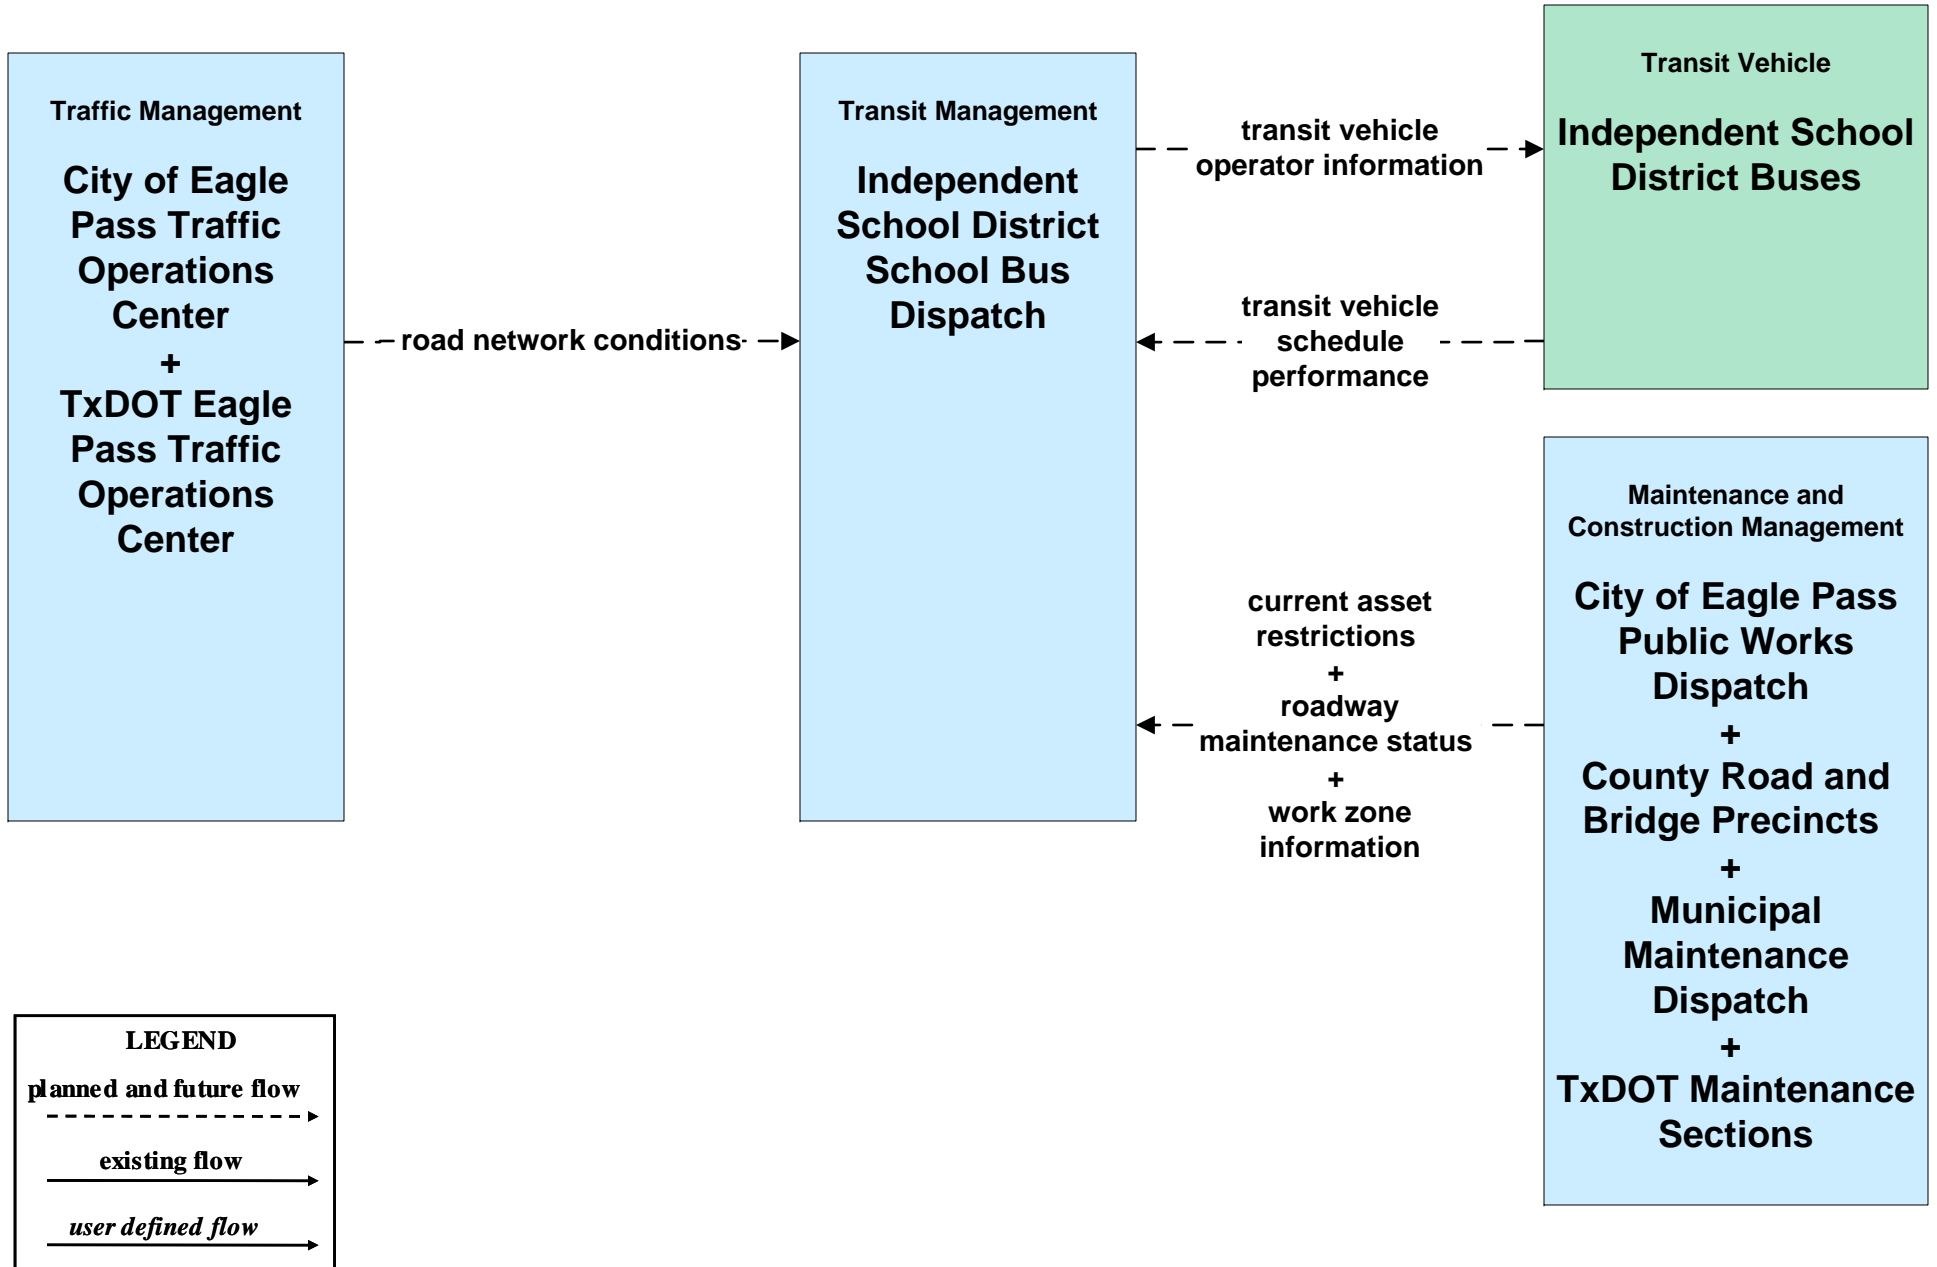 Traffic Management
City of Eagle
Pass Traffic
Operations
Center
+
TxDOT Eagle
Pass Traffic
Operations
Center
road network conditions
Transit Management
Independent
School District
School Bus
Dispatch
transit vehicle
operator information
transit vehicle
schedule
performance
Transit Vehicle
Independent School
District Buses
current asset
restrictions
+
roadway
maintenance status
+
work zone
information
Maintenance and
Construction Management
City of Eagle Pass
Public Works
Dispatch
+
County Road and
Bridge Precincts
+
Municipal
Maintenance
Dispatch
+
TxDOT Maintenance
Sections
LEGEND
planned and future flow
existing flow
user defined flow